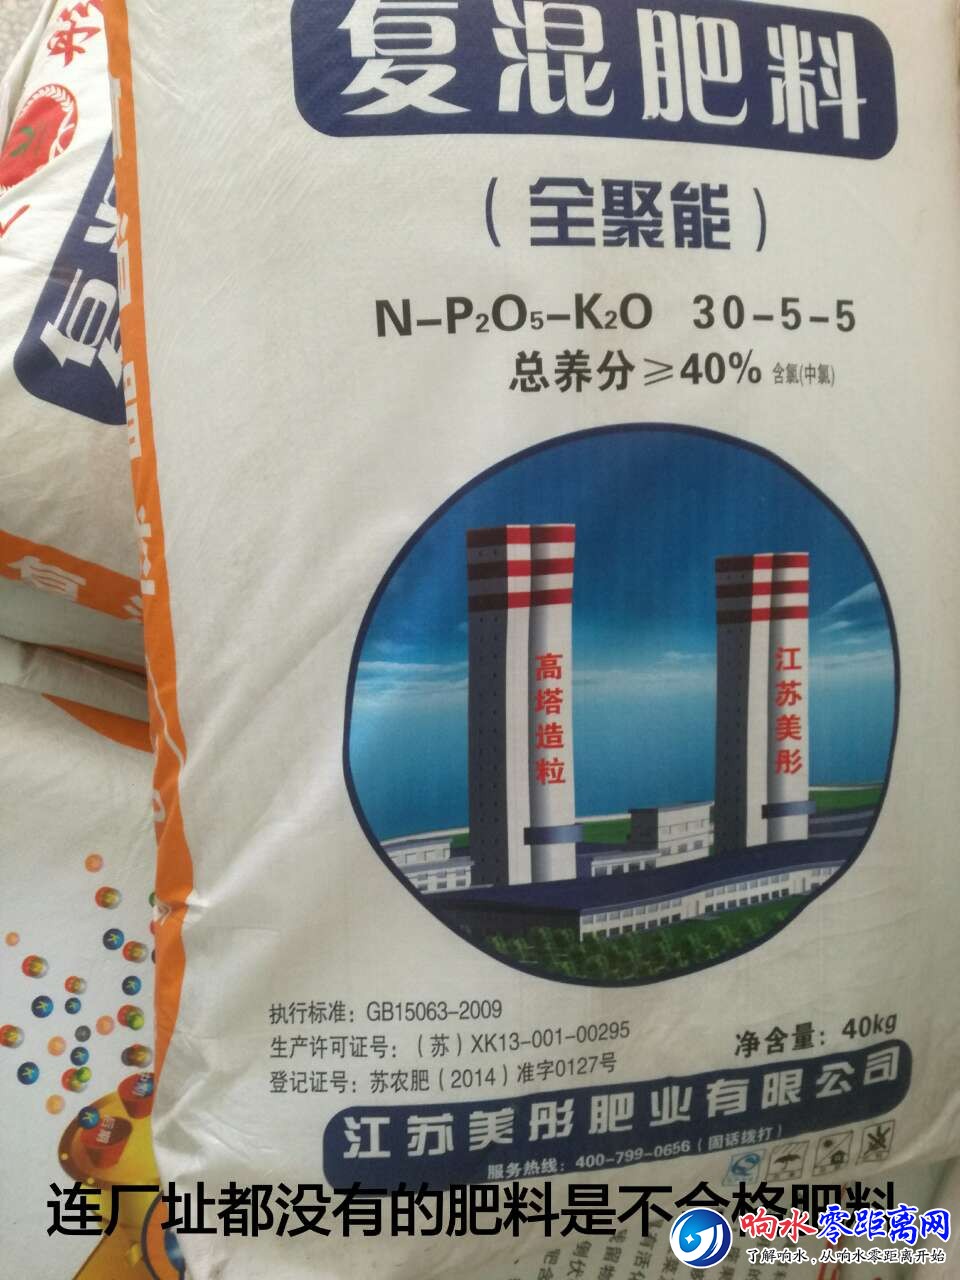 复混肥料
（全聚能）
N-P₂O₅-K₂O 30-5-5
总养分≥40% 含氯(中氯)
高塔造粒
江苏美彤
执行标准：GB15063-2009
生产许可证号：（苏）XK13-001-00295
登记证号：苏农肥（2014）准字0127号
净含量：40kg
江苏美彤肥业有限公司
服务热线：400-799-0656（固话拨打）
连厂址都没有的肥料是不合格肥料
响水零距离网
了解响水，从响水零距离开始